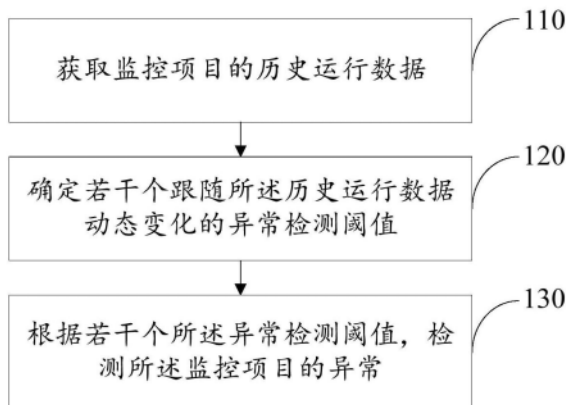 110
获取监控项目的历史运行数据
120
确定若干个跟随所述历史运行数据
动态变化的异常检测阈值
130
根据若干个所述异常检测阈值，检
测所述监控项目的异常